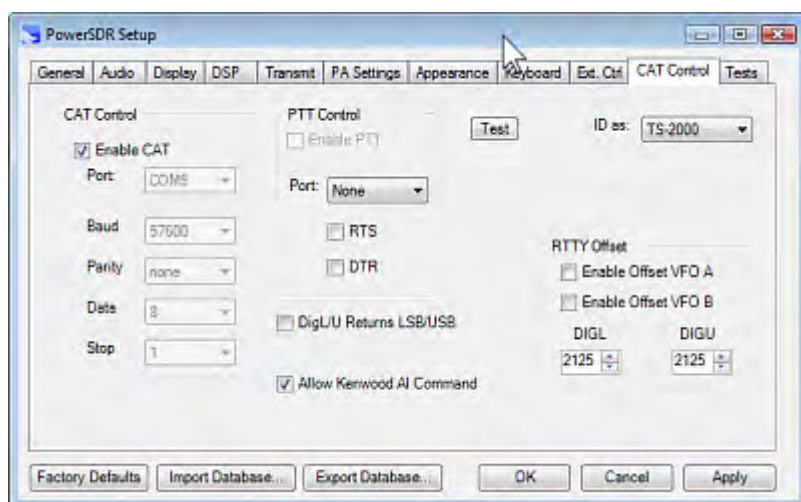 PowerSDR Setup
General Audio Display DSP Transmit PA Settings Appearance Keyboard Ext. Ctrl CAT Control Tests
CAT Control
Enable CAT
Port COM5
Baud 57600
Parity none
Data 8
Stop 1
PTT Control
Enable PTT
Port: None
RTS
DTR
DigL/U Returns LSB/USB
Allow Kenwood AI Command
Test
ID as: TS-2000
RTTY Offset
Enable Offset VFO A
Enable Offset VFO B
DIGL DIGU
2125 2125
Factory Defaults Import Database... Export Database... OK Cancel Apply